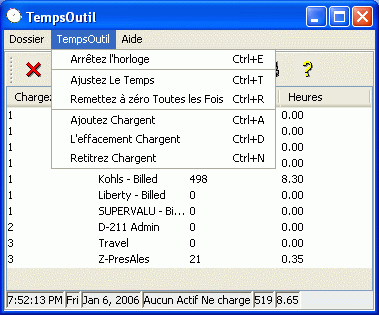 TempsOutil
Dossier TempsOutil Aide
Arrêtez l'horloge Ctrl+E
Ajustez Le Temps Ctrl+T
Remettez à zéro Toutes les Fois Ctrl+R
Ajoutez Chargent Ctrl+A
L'effacement Chargent Ctrl+D
Retitrez Chargent Ctrl+N
?
Chargez Heures
1 0.00
1 0.00
1 0.00
1 0.00
1 Kohls - Billed 498 8.30
1 Liberty - Billed 0 0.00
1 SUPERVALU - Bi... 0 0.00
2 D-211 Admin 0 0.00
3 Travel 0 0.00
3 Z-PresAles 21 0.35
7:52:13 PM Fri Jan 6, 2006 Aucun Actif Ne charge 519 8.65